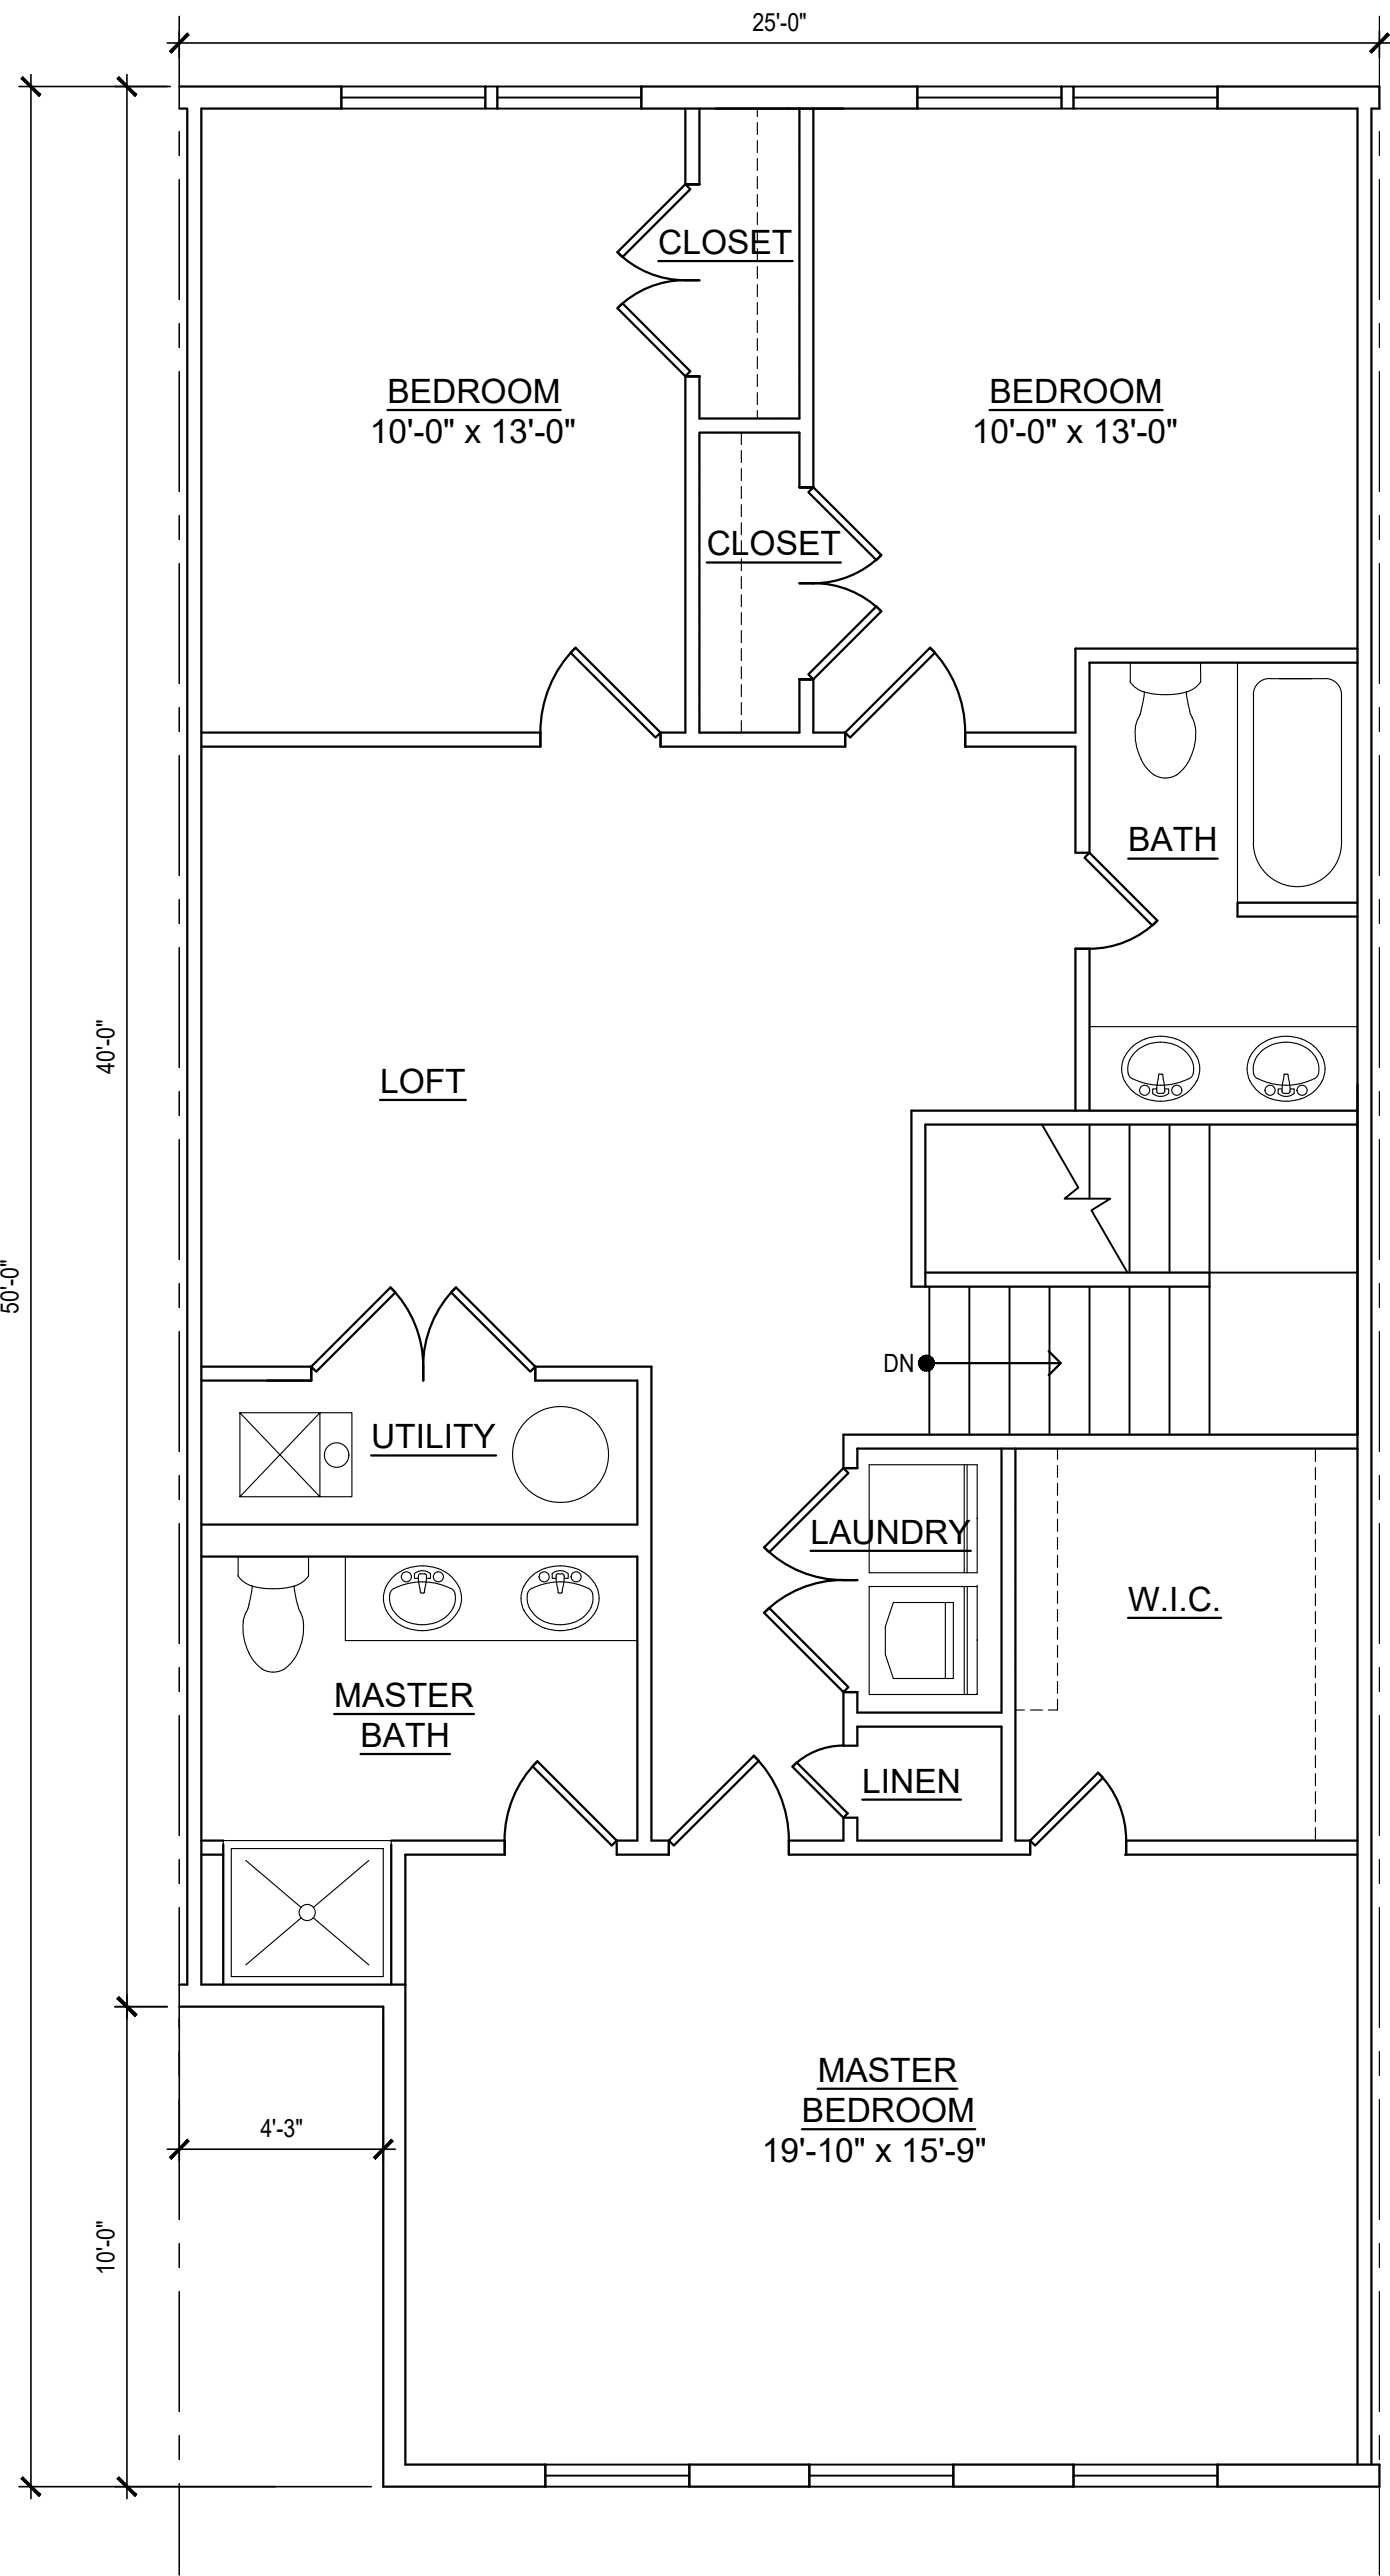 25'-0"
CLOSET
BEDROOM
10'-0" x 13'-0"
BEDROOM
10'-0" x 13'-0"
CLOSET
BATH
40'-0"
LOFT
50'-0"
DN
UTILITY
LAUNDRY
W.I.C.
MASTER
BATH
LINEN
MASTER
BEDROOM
19'-10" x 15'-9"
4'-3"
10'-0"